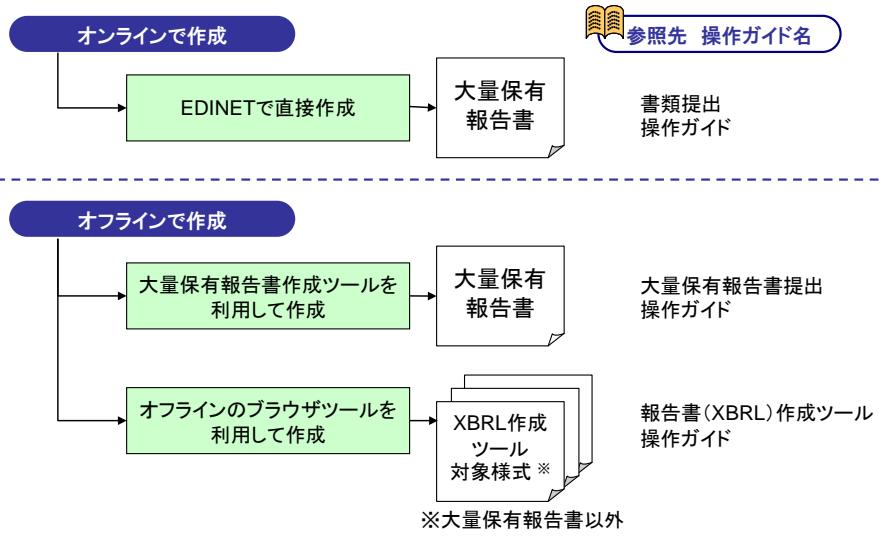 オンラインで作成
参照先 操作ガイド名
EDINETで直接作成
大量保有
報告書
書類提出
操作ガイド
オフラインで作成
大量保有報告書作成ツールを
利用して作成
大量保有
報告書
大量保有報告書提出
操作ガイド
オフラインのブラウザツールを
利用して作成
XBRL作成
ツール
対象様式 ※
報告書（XBRL）作成ツール
操作ガイド
※大量保有報告書以外